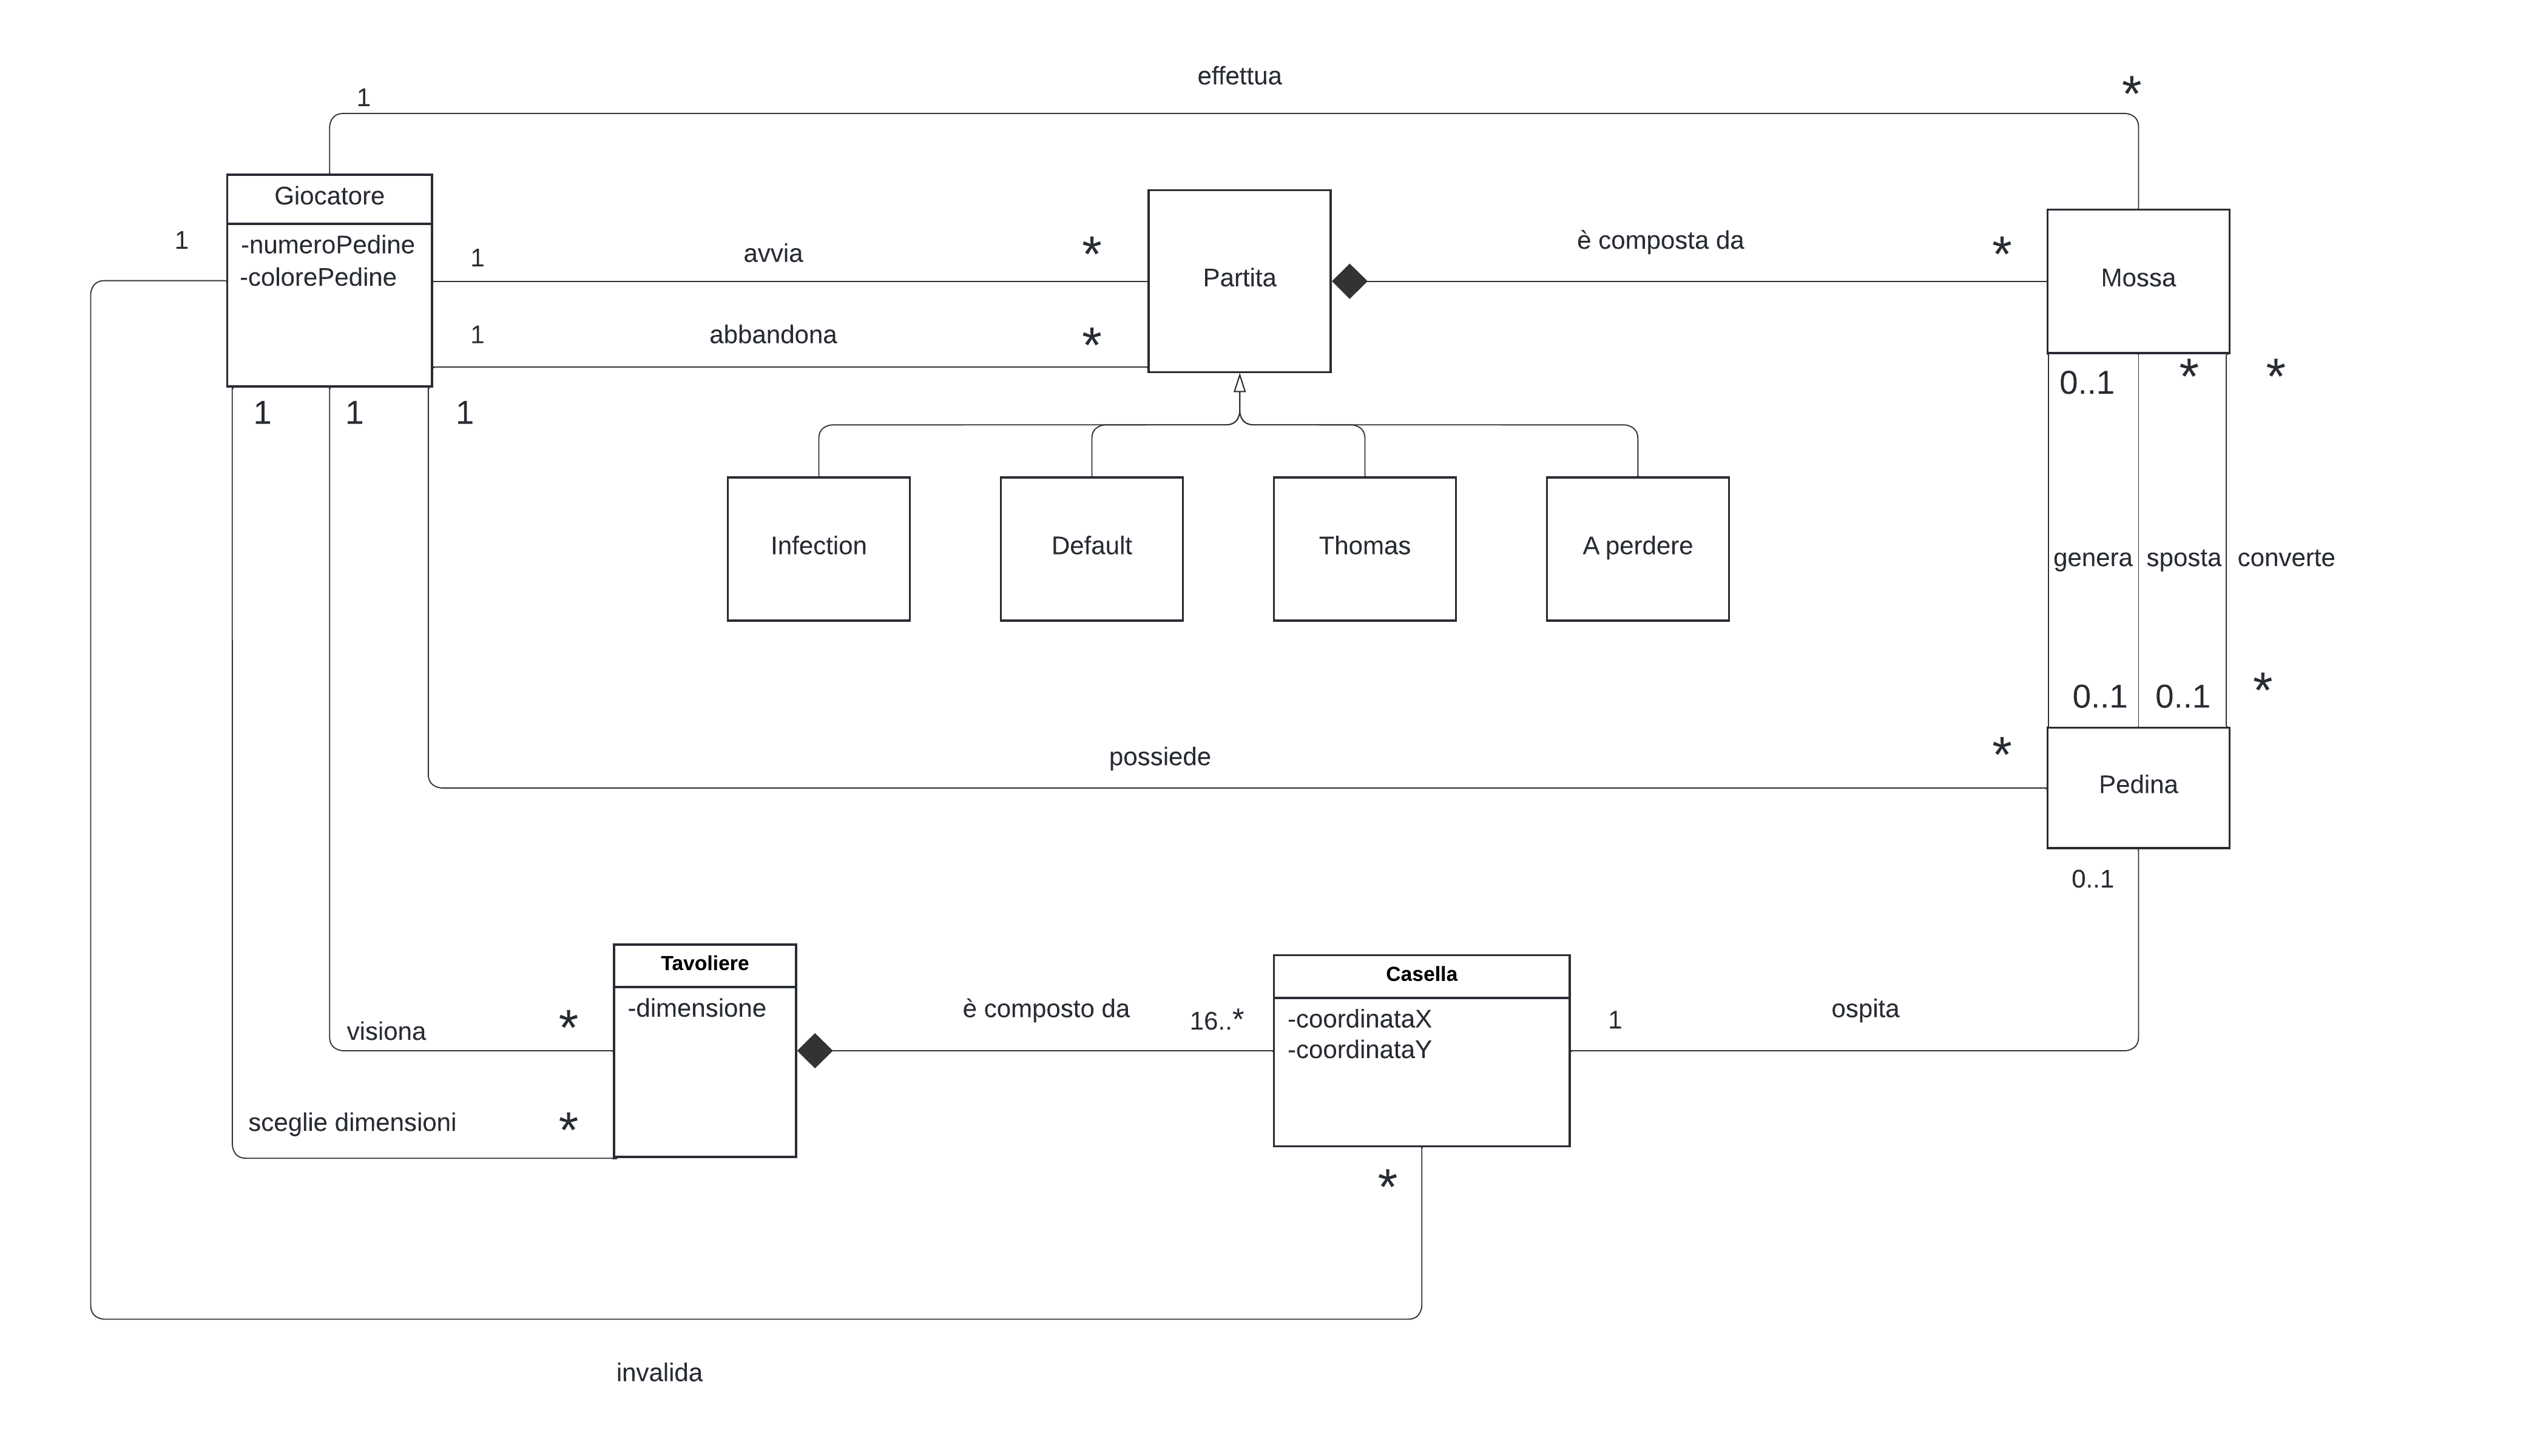 effettua
1
*
Giocatore
-numeroPedine
-colorePedine
1
1
avvia
*
Partita
è composta da
*
Mossa
1
abbandona
*
1
1
1
0..1
*
*
Infection
Default
Thomas
A perdere
genera
sposta
converte
0..1
0..1
*
possiede
*
Pedina
0..1
Tavoliere
-dimensione
visiona
*
è composto da
16..*
Casella
-coordinataX
-coordinataY
1
ospita
sceglie dimensioni
*
*
invalida